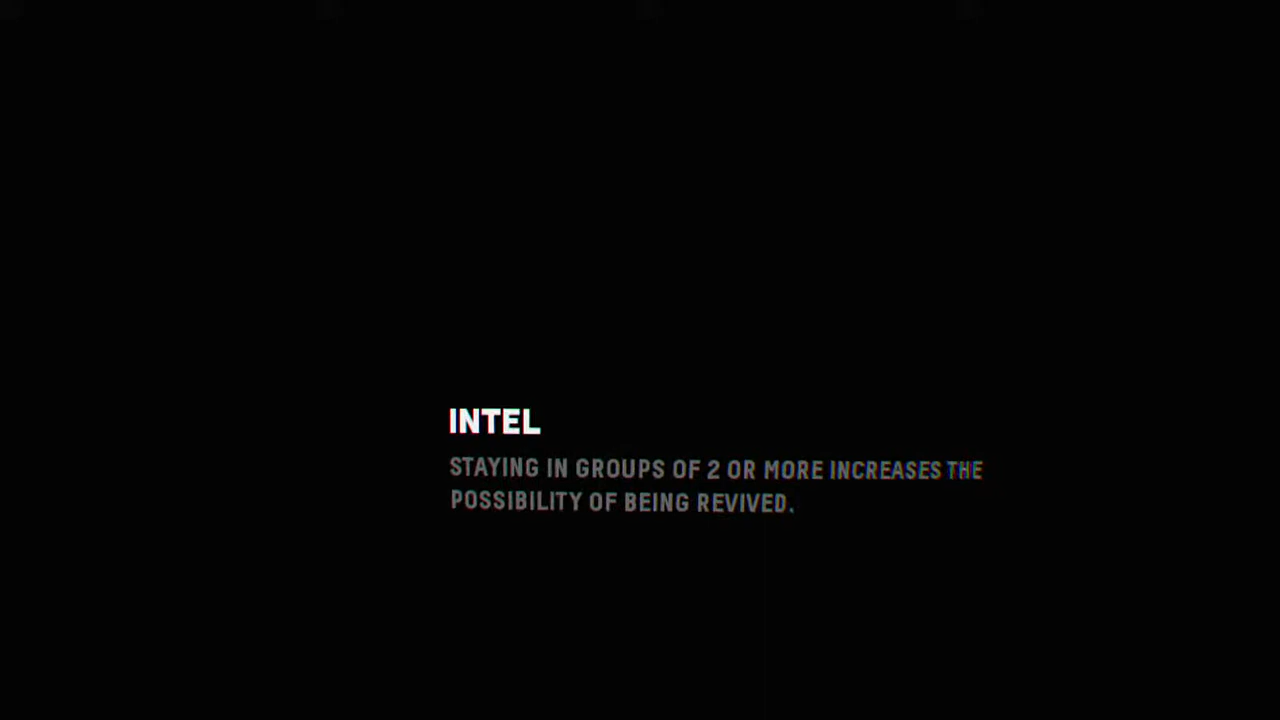 INTEL
STAYING IN GROUPS OF 2 OR MORE INCREASES THE
POSSIBILITY OF BEING REVIVED.